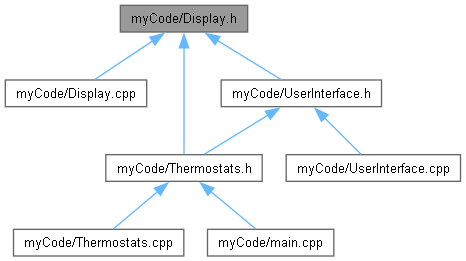 myCode/Display.h
myCode/Display.cpp
myCode/UserInterface.h
myCode/Thermostats.h
myCode/UserInterface.cpp
myCode/Thermostats.cpp
myCode/main.cpp